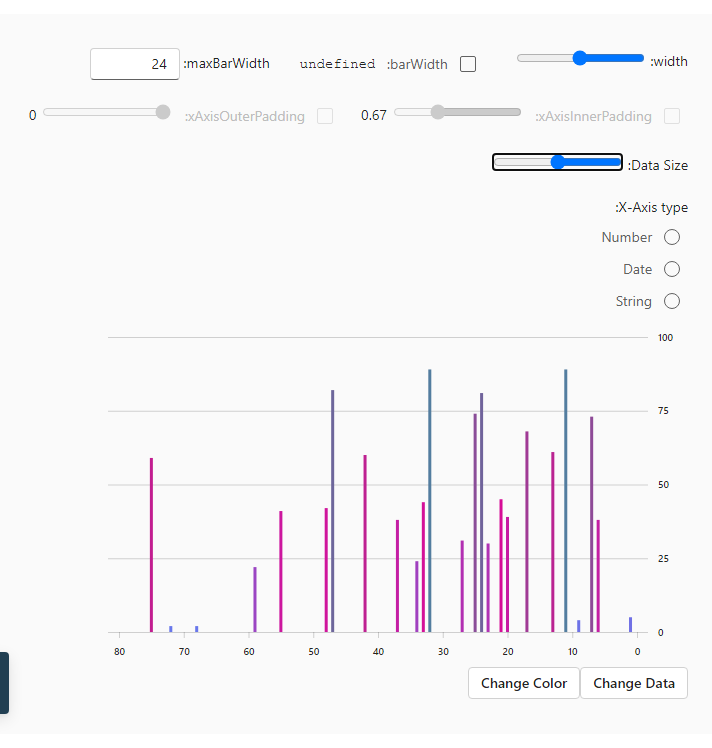 :width
undefined :barWidth
24 :maxBarWidth
:xAxisInnerPadding
0.67
:xAxisOuterPadding
0
:Data Size
:X-Axis type
Number
Date
String
100
75
50
25
0
80 70 60 50 40 30 20 10 0
Change Color Change Data